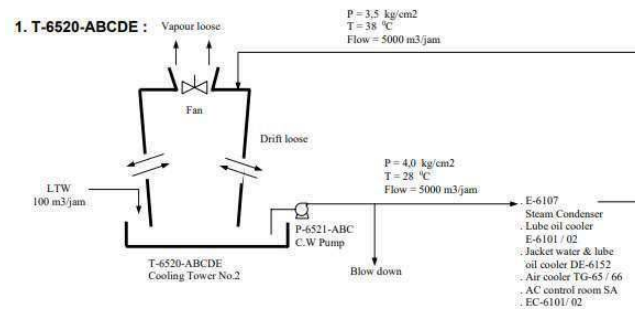 1. T-6520-ABCDE :
Vapour loose
P = 3,5 kg/cm2
T = 38 °C
Flow = 5000 m3/jam
Fan
Drift loose
LTW
100 m3/jam
P = 4,0 kg/cm2
T = 28 °C
Flow = 5000 m3/jam
P-6521-ABC
C.W Pump
T-6520-ABCDE
Cooling Tower No.2
Blow down
. E-6107
Steam Condenser
. Lube oil cooler
E-6101 / 02
. Jacket water & lube
oil cooler DE-6152
. Air cooler TG-65 / 66
. AC control room SA
. EC-6101/ 02